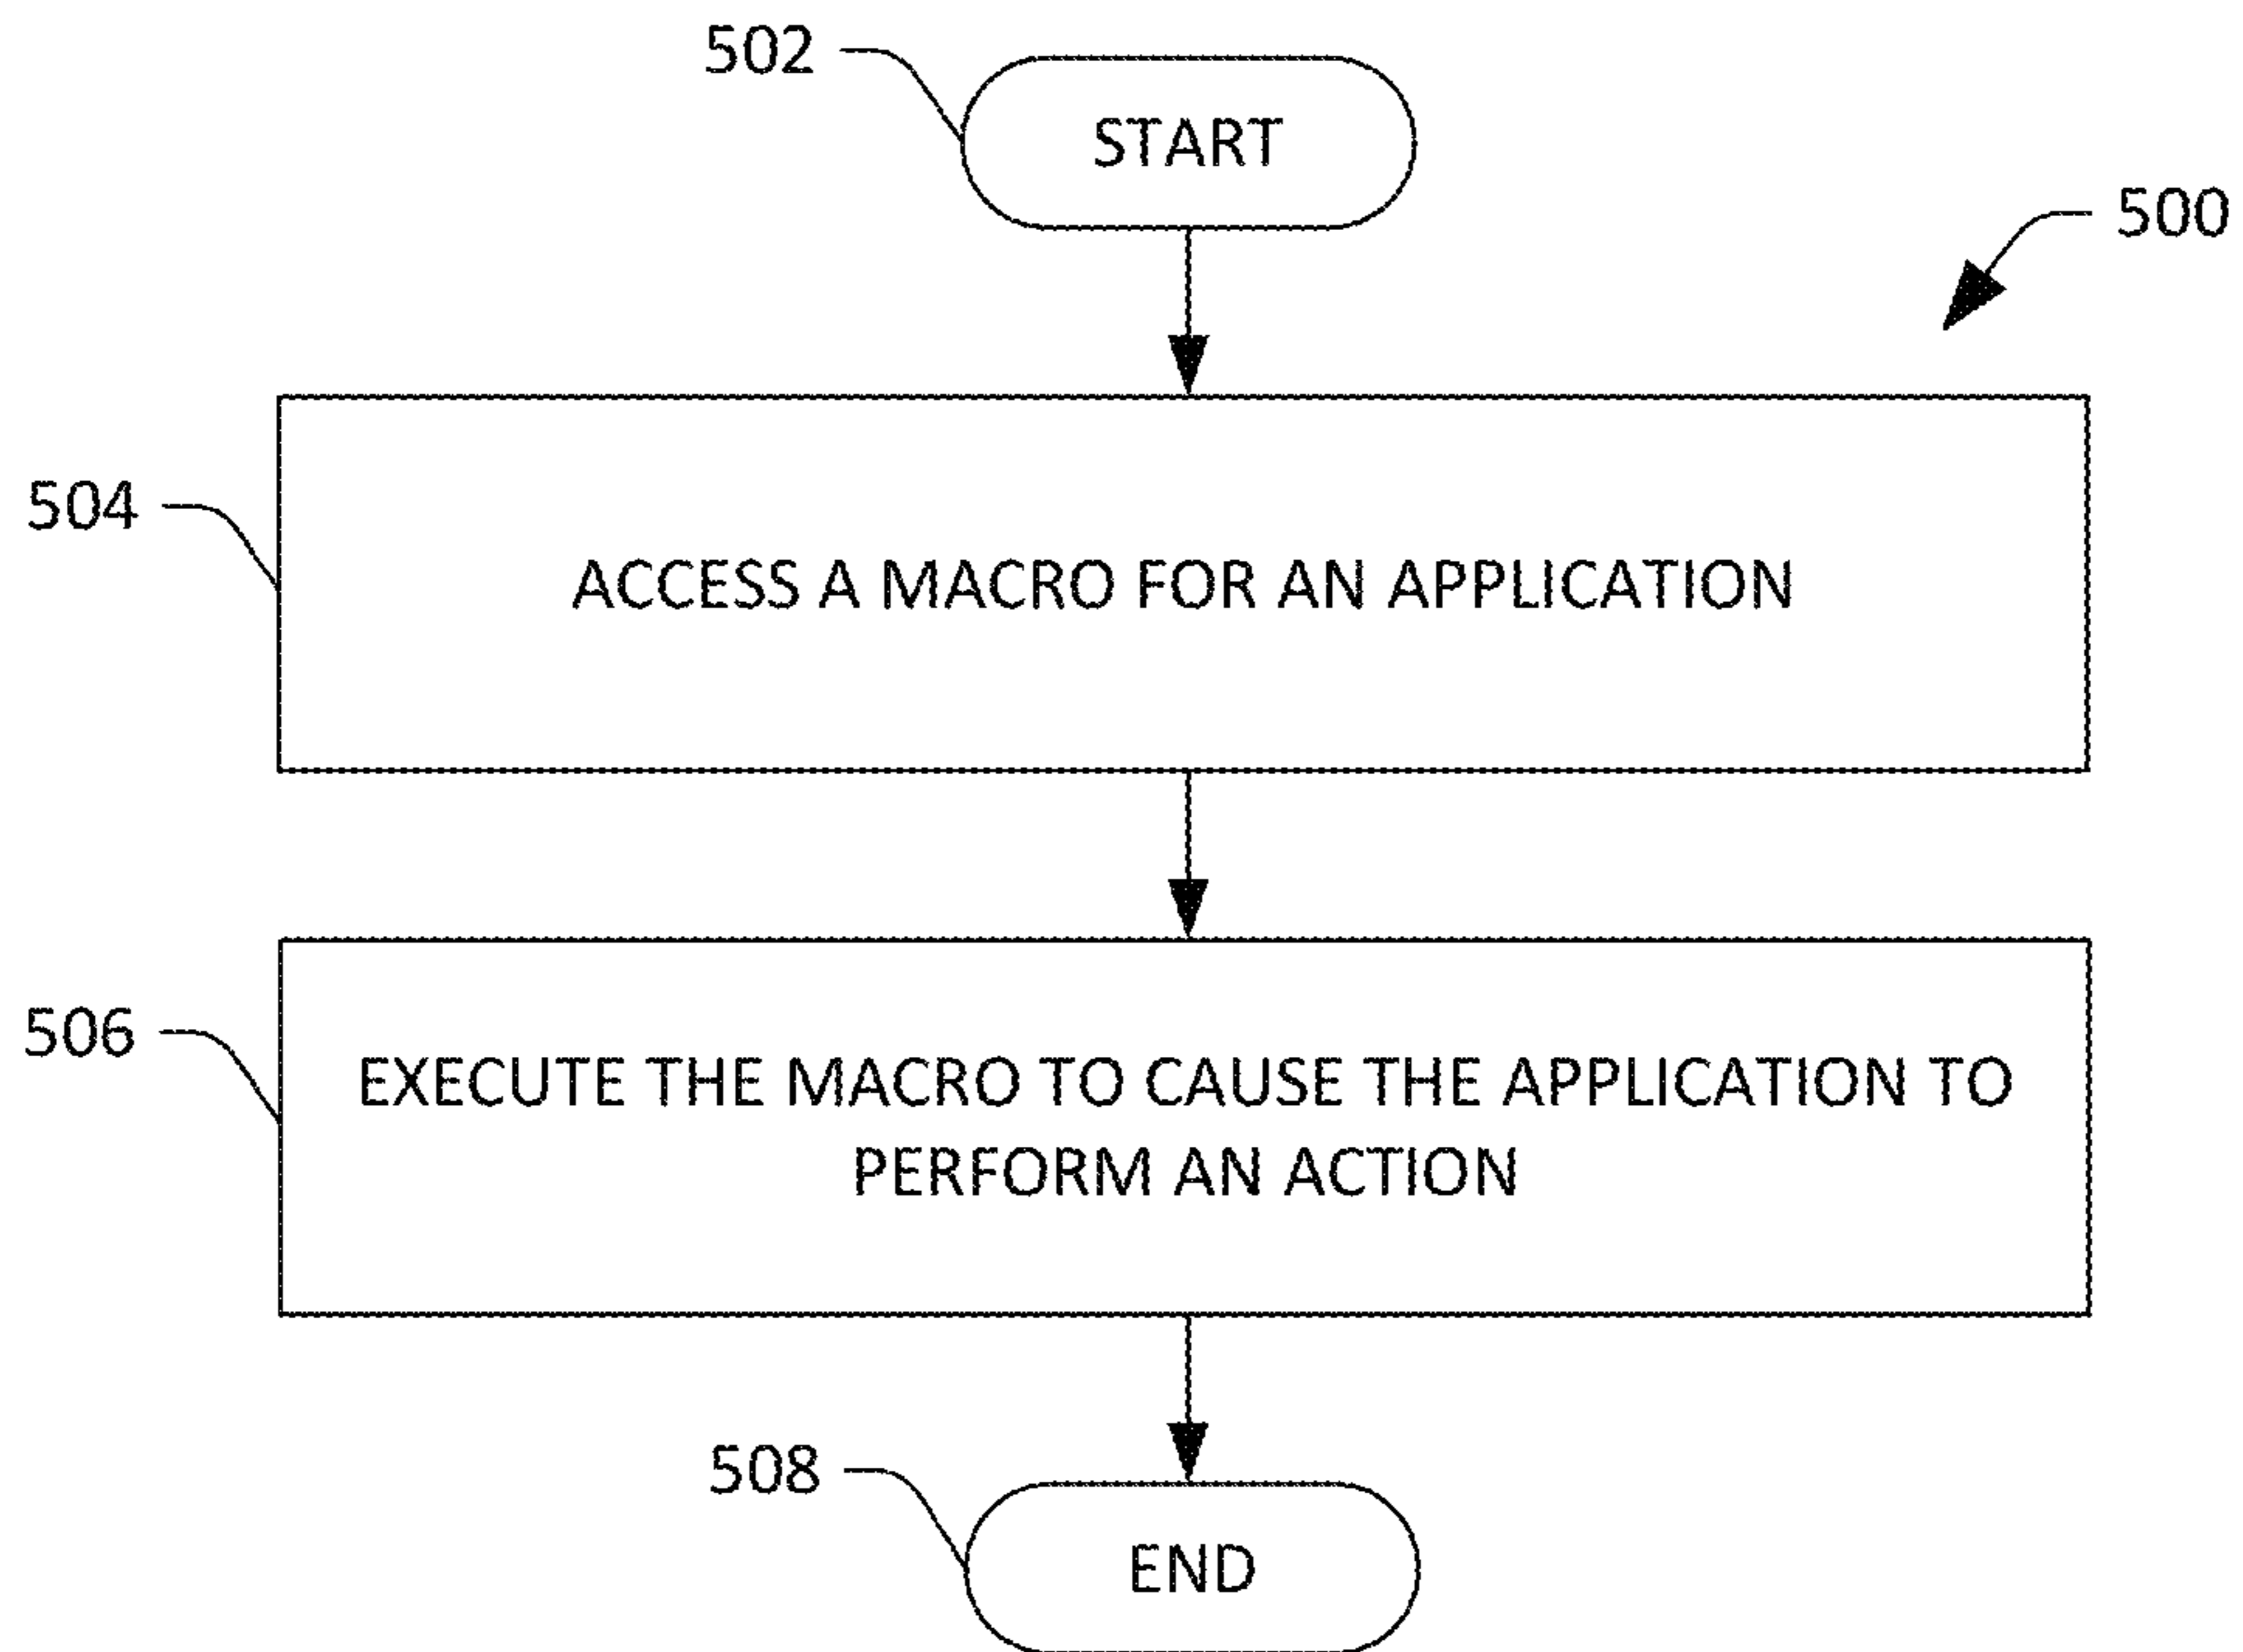 502
START
500
504
ACCESS A MACRO FOR AN APPLICATION
506
EXECUTE THE MACRO TO CAUSE THE APPLICATION TO
PERFORM AN ACTION
508
END